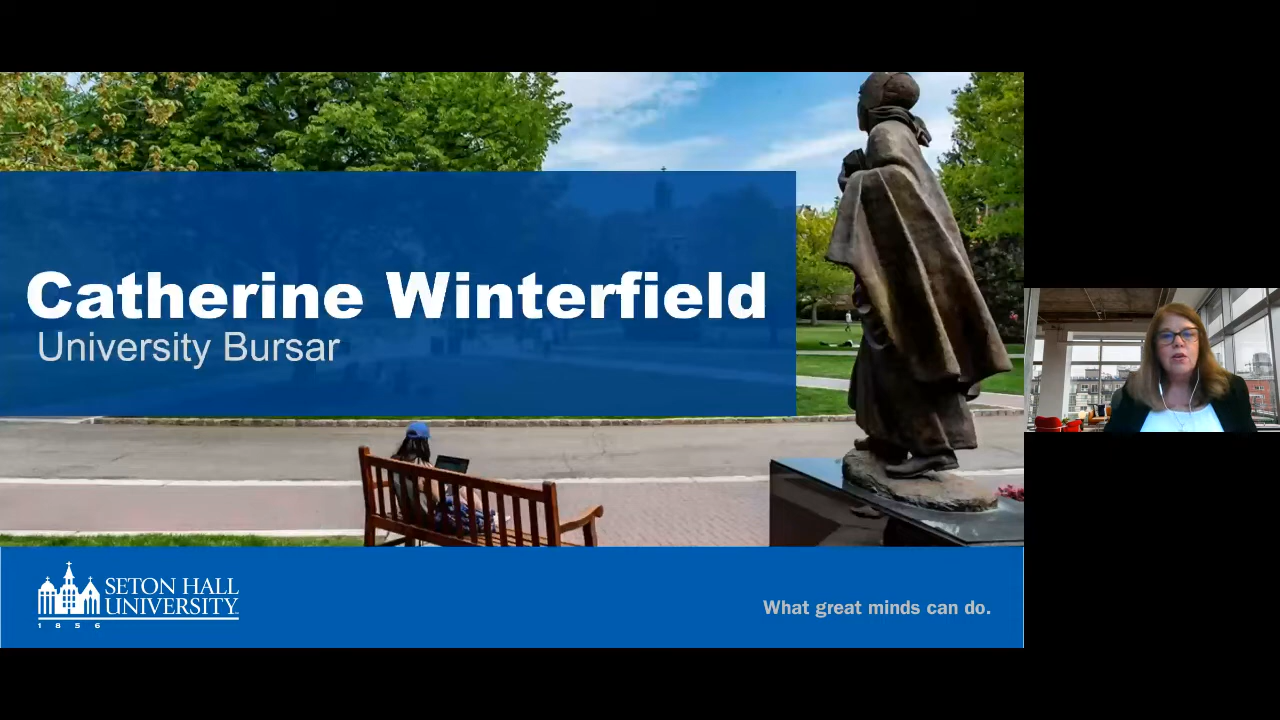 Catherine Winterfield
University Bursar
SETON HALL
UNIVERSITY
1 8 5 6
What great minds can do.